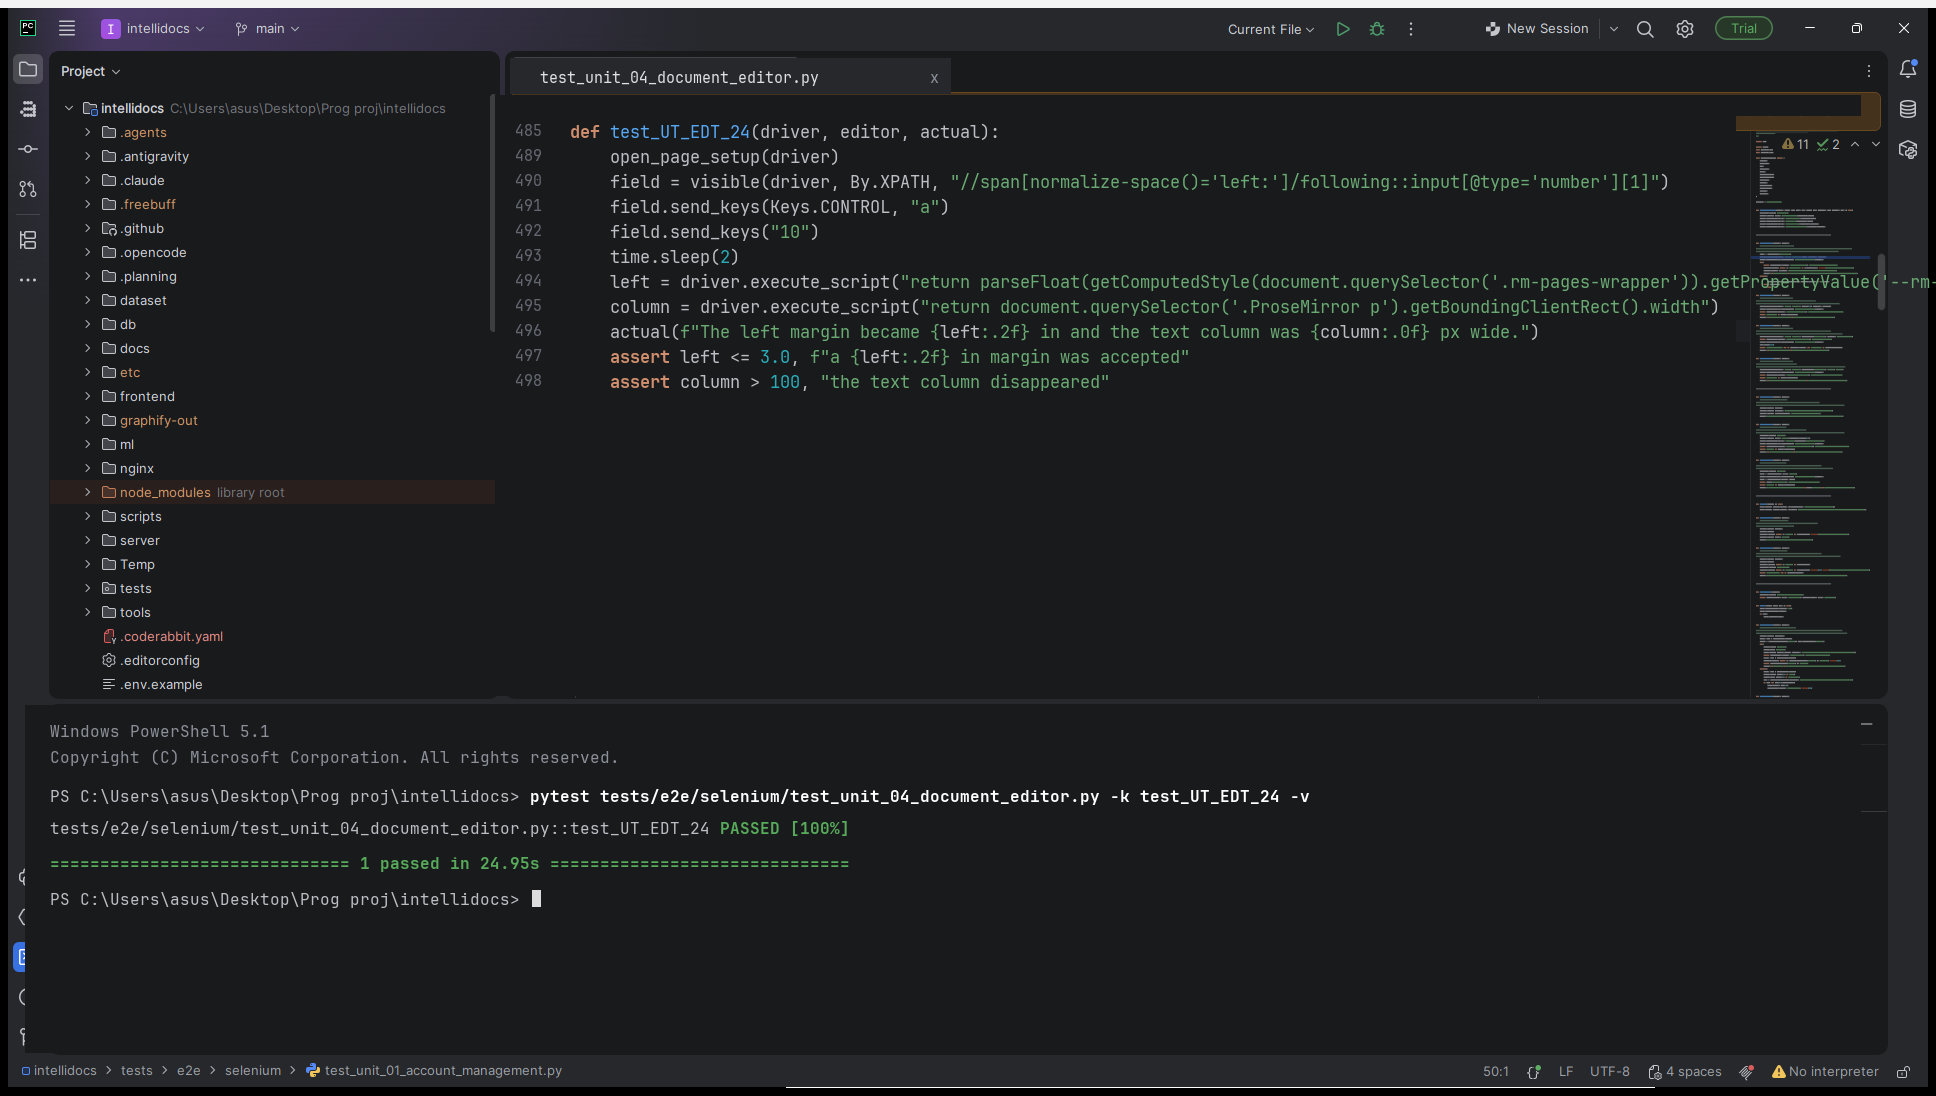 PC
I intellidocs
main
Current File
New Session
Trial
Project
test_unit_04_document_editor.py x
intellidocs C:\Users\asus\Desktop\Prog proj\intellidocs
.agents
.antigravity
.claude
.freebuff
.github
.opencode
.planning
dataset
db
docs
etc
frontend
graphify-out
ml
nginx
node_modules library root
scripts
server
Temp
tests
tools
.coderabbit.yaml
.editorconfig
.env.example
11 2
485 def test_UT_EDT_24(driver, editor, actual):
489 open_page_setup(driver)
490 field = visible(driver, By.XPATH, "//span[normalize-space()='left:']/following::input[@type='number'][1]")
491 field.send_keys(Keys.CONTROL, "a")
492 field.send_keys("10")
493 time.sleep(2)
494 left = driver.execute_script("return parseFloat(getComputedStyle(document.querySelector('.rm-pages-wrapper')).getPropertyValue('--rm-
495 column = driver.execute_script("return document.querySelector('.ProseMirror p').getBoundingClientRect().width")
496 actual(f"The left margin became {left:.2f} in and the text column was {column:.0f} px wide.")
497 assert left <= 3.0, f"a {left:.2f} in margin was accepted"
498 assert column > 100, "the text column disappeared"
Windows PowerShell 5.1
Copyright (C) Microsoft Corporation. All rights reserved.
PS C:\Users\asus\Desktop\Prog proj\intellidocs> pytest tests/e2e/selenium/test_unit_04_document_editor.py -k test_UT_EDT_24 -v
tests/e2e/selenium/test_unit_04_document_editor.py::test_UT_EDT_24 PASSED [100%]
============================== 1 passed in 24.95s ==============================
PS C:\Users\asus\Desktop\Prog proj\intellidocs>
intellidocs > tests > e2e > selenium > test_unit_01_account_management.py
50:1 LF UTF-8 4 spaces No interpreter